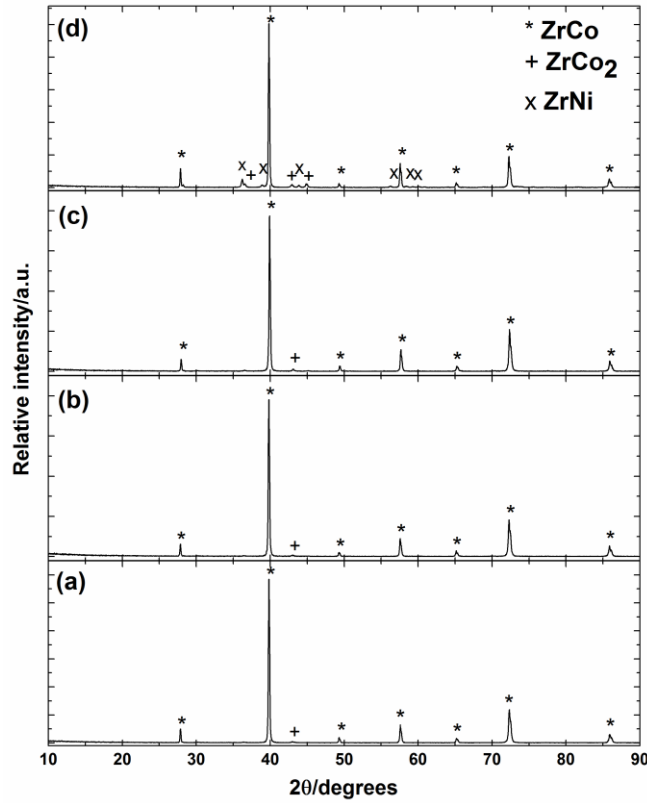 (d)
* ZrCo
+ ZrCo₂
x ZrNi
* x + x * + x + * x * x x * * *
(c)
* * + * * * * *
(b)
* * + * * * * *
(a)
* * + * * * * *
Relative intensity/a.u.
10 20 30 40 50 60 70 80 90
2θ/degrees